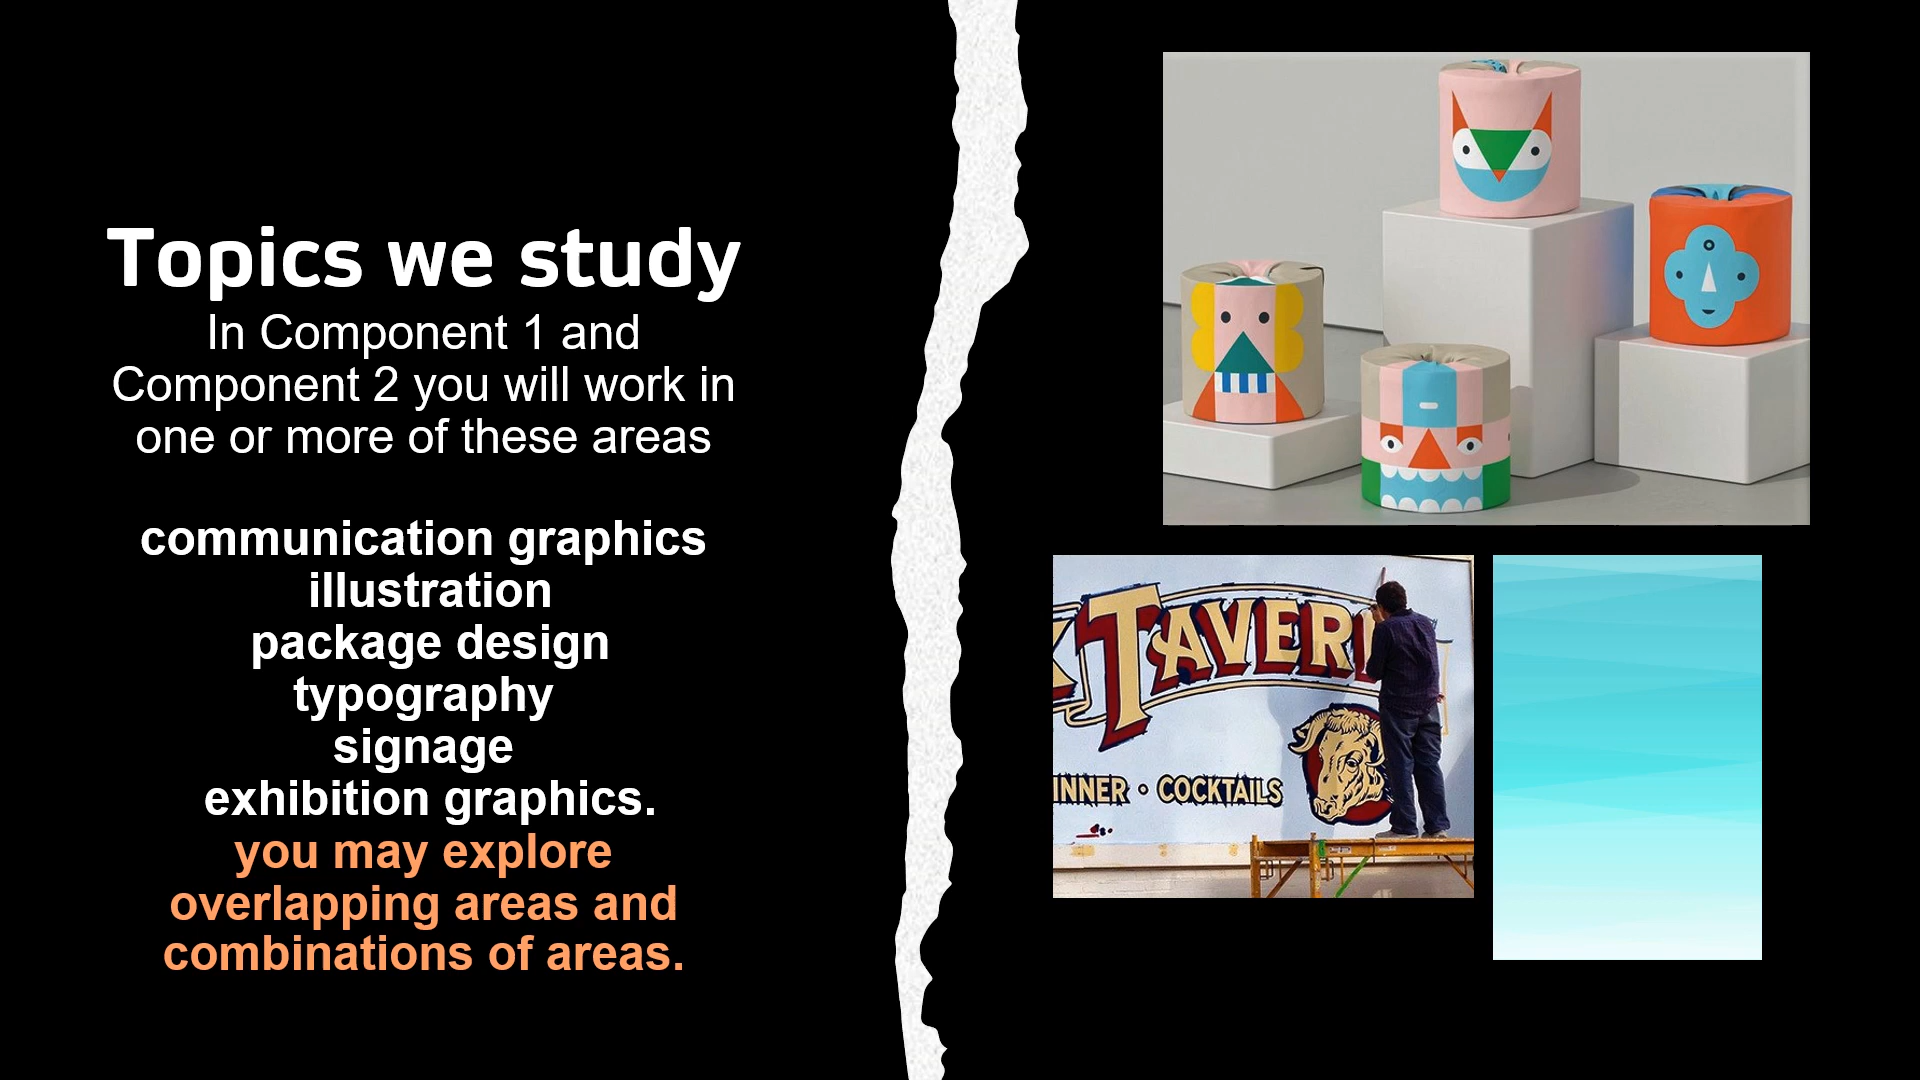 Topics we study
In Component 1 and
Component 2 you will work in
one or more of these areas
communication graphics
illustration
package design
typography
signage
exhibition graphics.
you may explore
overlapping areas and
combinations of areas.
TAVER
INNER • COCKTAILS